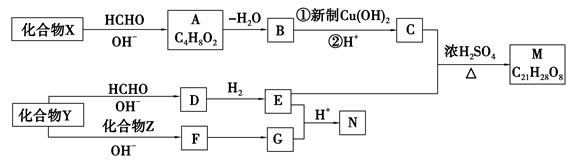 化合物X HCHO OH⁻ A C₄H₈O₂ −H₂O B ①新制Cu(OH)₂ ②H⁺ C
浓H₂SO₄ △ M C₂₁H₂₈O₈
化合物Y HCHO OH⁻ D H₂ E
H⁺ N
化合物Z OH⁻ F G